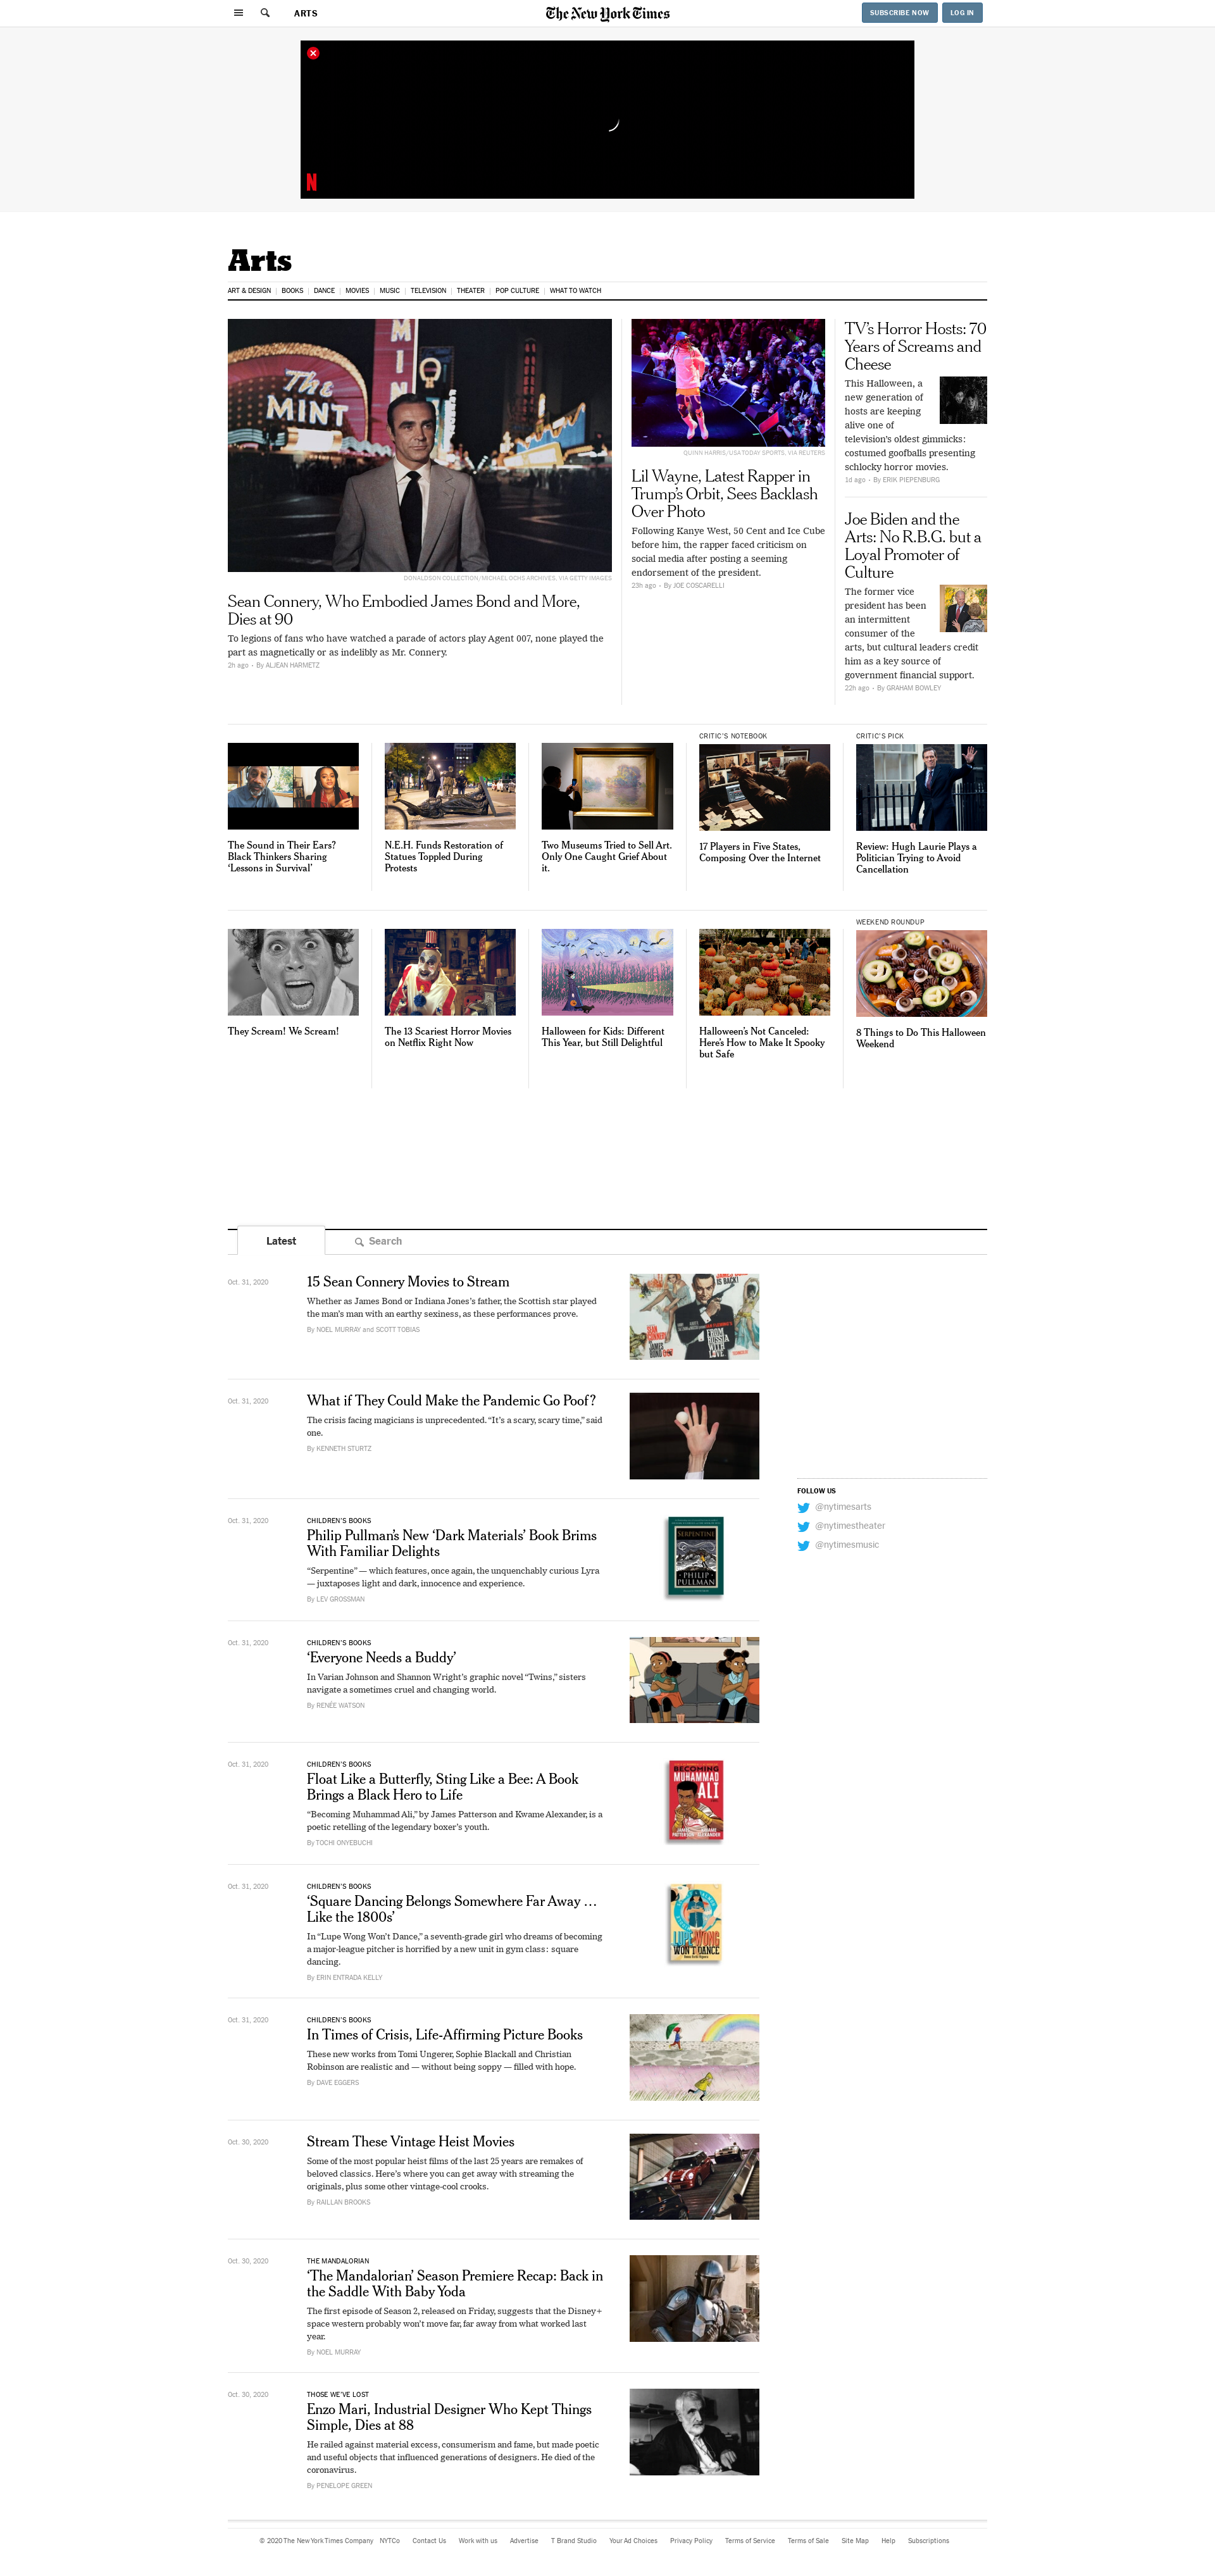 ARTS
The New York Times
SUBSCRIBE NOW
LOG IN
N
Arts
ART & DESIGN
BOOKS
DANCE
MOVIES
MUSIC
TELEVISION
THEATER
POP CULTURE
WHAT TO WATCH
The MINT
DONALDSON COLLECTION/MICHAEL OCHS ARCHIVES, VIA GETTY IMAGES
Sean Connery, Who Embodied James Bond and More,
Dies at 90
To legions of fans who have watched a parade of actors play Agent 007, none played the
part as magnetically or as indelibly as Mr. Connery.
2h ago · By ALJEAN HARMETZ
QUINN HARRIS/USA TODAY SPORTS, VIA REUTERS
Lil Wayne, Latest Rapper in
Trump’s Orbit, Sees Backlash
Over Photo
Following Kanye West, 50 Cent and Ice Cube
before him, the rapper faced criticism on
social media after posting a seeming
endorsement of the president.
23h ago · By JOE COSCARELLI
TV’s Horror Hosts: 70
Years of Screams and
Cheese
This Halloween, a
new generation of
hosts are keeping
alive one of
television’s oldest gimmicks:
costumed goofballs presenting
schlocky horror movies.
1d ago · By ERIK PIEPENBURG
Joe Biden and the
Arts: No R.B.G. but a
Loyal Promoter of
Culture
The former vice
president has been
an intermittent
consumer of the
arts, but cultural leaders credit
him as a key source of
government financial support.
22h ago · By GRAHAM BOWLEY
The Sound in Their Ears?
Black Thinkers Sharing
‘Lessons in Survival’
N.E.H. Funds Restoration of
Statues Toppled During
Protests
Two Museums Tried to Sell Art.
Only One Caught Grief About
it.
CRITIC’S NOTEBOOK
17 Players in Five States,
Composing Over the Internet
CRITIC’S PICK
Review: Hugh Laurie Plays a
Politician Trying to Avoid
Cancellation
They Scream! We Scream!
The 13 Scariest Horror Movies
on Netflix Right Now
Halloween for Kids: Different
This Year, but Still Delightful
Halloween’s Not Canceled:
Here’s How to Make It Spooky
but Safe
WEEKEND ROUNDUP
8 Things to Do This Halloween
Weekend
Latest
Search
Oct. 31, 2020
15 Sean Connery Movies to Stream
Whether as James Bond or Indiana Jones’s father, the Scottish star played
the man’s man with an earthy sexiness, as these performances prove.
By NOEL MURRAY and SCOTT TOBIAS
FROM RUSSIA WITH LOVE
Oct. 31, 2020
What if They Could Make the Pandemic Go Poof?
The crisis facing magicians is unprecedented. “It’s a scary, scary time,” said
one.
By KENNETH STURTZ
FOLLOW US
@nytimesarts
@nytimestheater
@nytimesmusic
Oct. 31, 2020
CHILDREN’S BOOKS
Philip Pullman’s New ‘Dark Materials’ Book Brims
With Familiar Delights
“Serpentine” — which features, once again, the unquenchably curious Lyra
— juxtaposes light and dark, innocence and experience.
By LEV GROSSMAN
SERPENTINE
PHILIP PULLMAN
Oct. 31, 2020
CHILDREN’S BOOKS
‘Everyone Needs a Buddy’
In Varian Johnson and Shannon Wright’s graphic novel “Twins,” sisters
navigate a sometimes cruel and changing world.
By RENÉE WATSON
Oct. 31, 2020
CHILDREN’S BOOKS
Float Like a Butterfly, Sting Like a Bee: A Book
Brings a Black Hero to Life
“Becoming Muhammad Ali,” by James Patterson and Kwame Alexander, is a
poetic retelling of the legendary boxer’s youth.
By TOCHI ONYEBUCHI
BECOMING
MUHAMMAD
ALI
JAMES PATTERSON
KWAME ALEXANDER
Oct. 31, 2020
CHILDREN’S BOOKS
‘Square Dancing Belongs Somewhere Far Away …
Like the 1800s’
In “Lupe Wong Won’t Dance,” a seventh-grade girl who dreams of becoming
a major-league pitcher is horrified by a new unit in gym class: square
dancing.
By ERIN ENTRADA KELLY
LUPE WONG
WON’T DANCE
Oct. 31, 2020
CHILDREN’S BOOKS
In Times of Crisis, Life-Affirming Picture Books
These new works from Tomi Ungerer, Sophie Blackall and Christian
Robinson are realistic and — without being soppy — filled with hope.
By DAVE EGGERS
Oct. 30, 2020
Stream These Vintage Heist Movies
Some of the most popular heist films of the last 25 years are remakes of
beloved classics. Here’s where you can get away with streaming the
originals, plus some other vintage-cool crooks.
By RAILLAN BROOKS
Oct. 30, 2020
THE MANDALORIAN
‘The Mandalorian’ Season Premiere Recap: Back in
the Saddle With Baby Yoda
The first episode of Season 2, released on Friday, suggests that the Disney+
space western probably won’t move far, far away from what worked last
year.
By NOEL MURRAY
Oct. 30, 2020
THOSE WE’VE LOST
Enzo Mari, Industrial Designer Who Kept Things
Simple, Dies at 88
He railed against material excess, consumerism and fame, but made poetic
and useful objects that influenced generations of designers. He died of the
coronavirus.
By PENELOPE GREEN
© 2020 The New York Times Company
NYTCo
Contact Us
Work with us
Advertise
T Brand Studio
Your Ad Choices
Privacy Policy
Terms of Service
Terms of Sale
Site Map
Help
Subscriptions